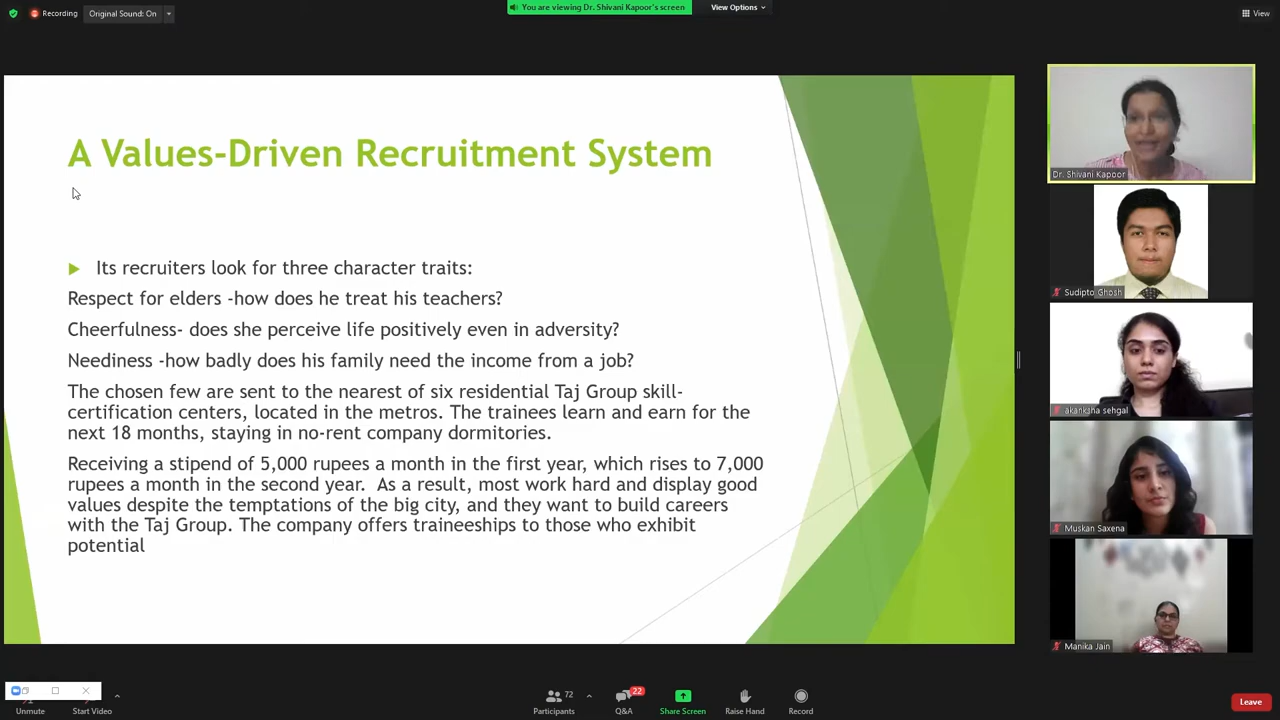 Recording
Original Sound: On
You are viewing Dr. Shivani Kapoor's screen
View Options
View
A Values-Driven Recruitment System
Its recruiters look for three character traits:
Respect for elders -how does he treat his teachers?
Cheerfulness- does she perceive life positively even in adversity?
Neediness -how badly does his family need the income from a job?
The chosen few are sent to the nearest of six residential Taj Group skill-
certification centers, located in the metros. The trainees learn and earn for the
next 18 months, staying in no-rent company dormitories.
Receiving a stipend of 5,000 rupees a month in the first year, which rises to 7,000
rupees a month in the second year.  As a result, most work hard and display good
values despite the temptations of the big city, and they want to build careers
with the Taj Group. The company offers traineeships to those who exhibit
potential
Dr. Shivani Kapoor
Sudipto Ghosh
akanksha sehgal
Muskan Saxena
Manika Jain
Unmute
Start Video
72
Participants
22
Q&A
Share Screen
Raise Hand
Record
Leave